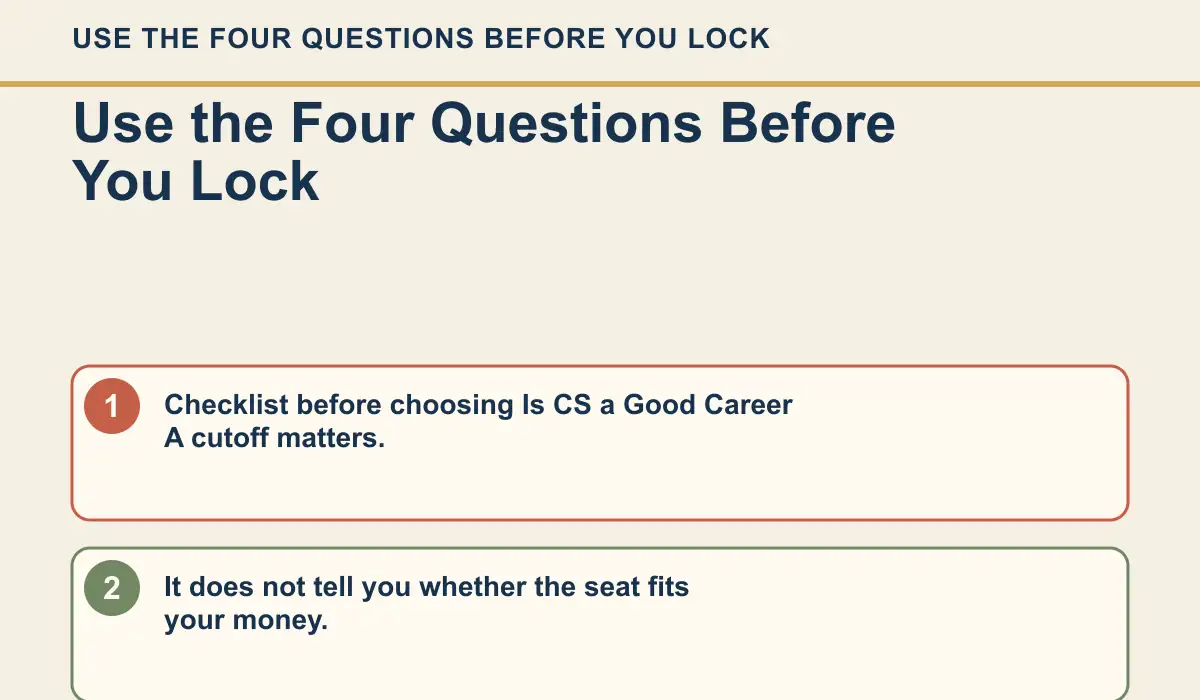 USE THE FOUR QUESTIONS BEFORE YOU LOCK
Use the Four Questions Before
You Lock
1
Checklist before choosing Is CS a Good Career
A cutoff matters.
2
It does not tell you whether the seat fits
your money.